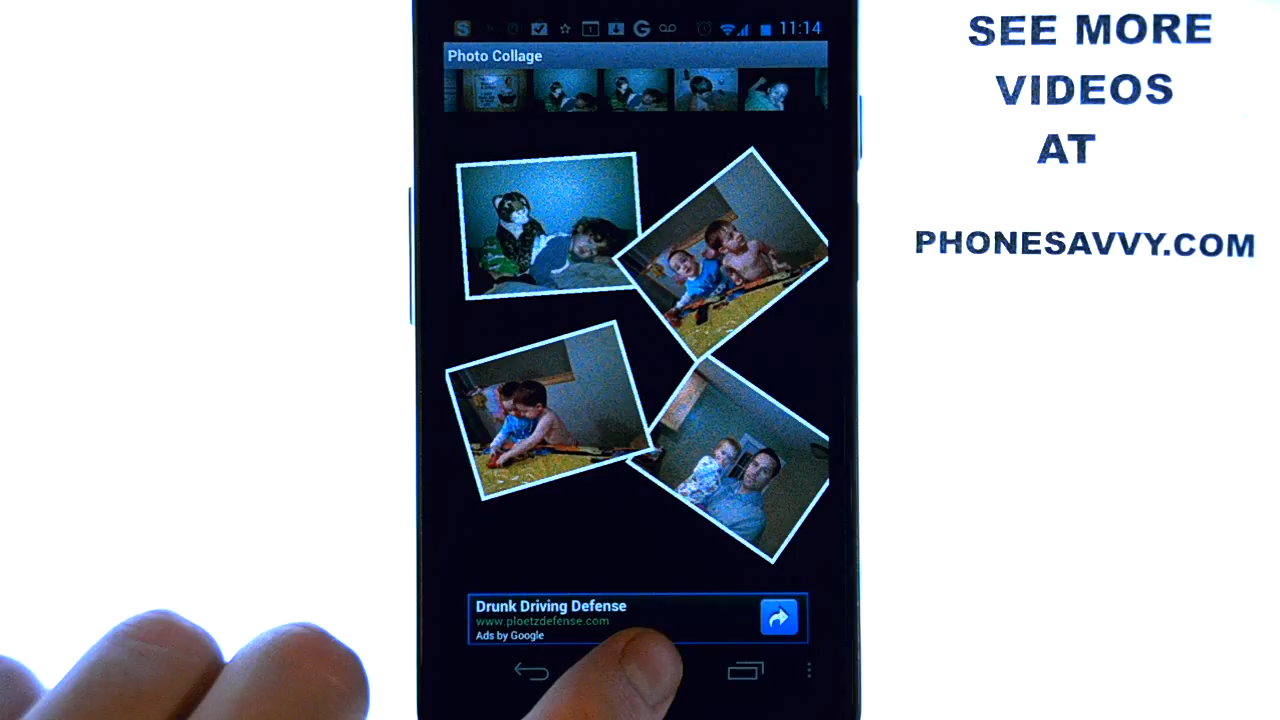 11:14
Photo Collage
SEE MORE
VIDEOS
AT
PHONESAVVY.COM
Drunk Driving Defense
www.ploetzdefense.com
Ads by Google